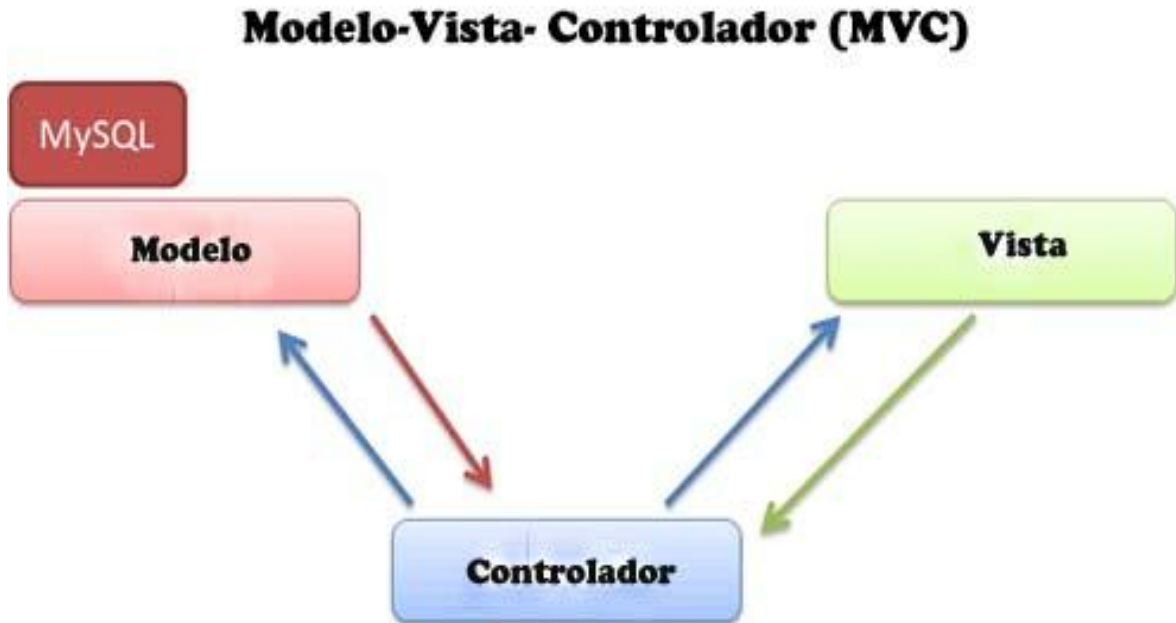 Modelo-Vista- Controlador (MVC)
MySQL
Modelo
Vista
Controlador